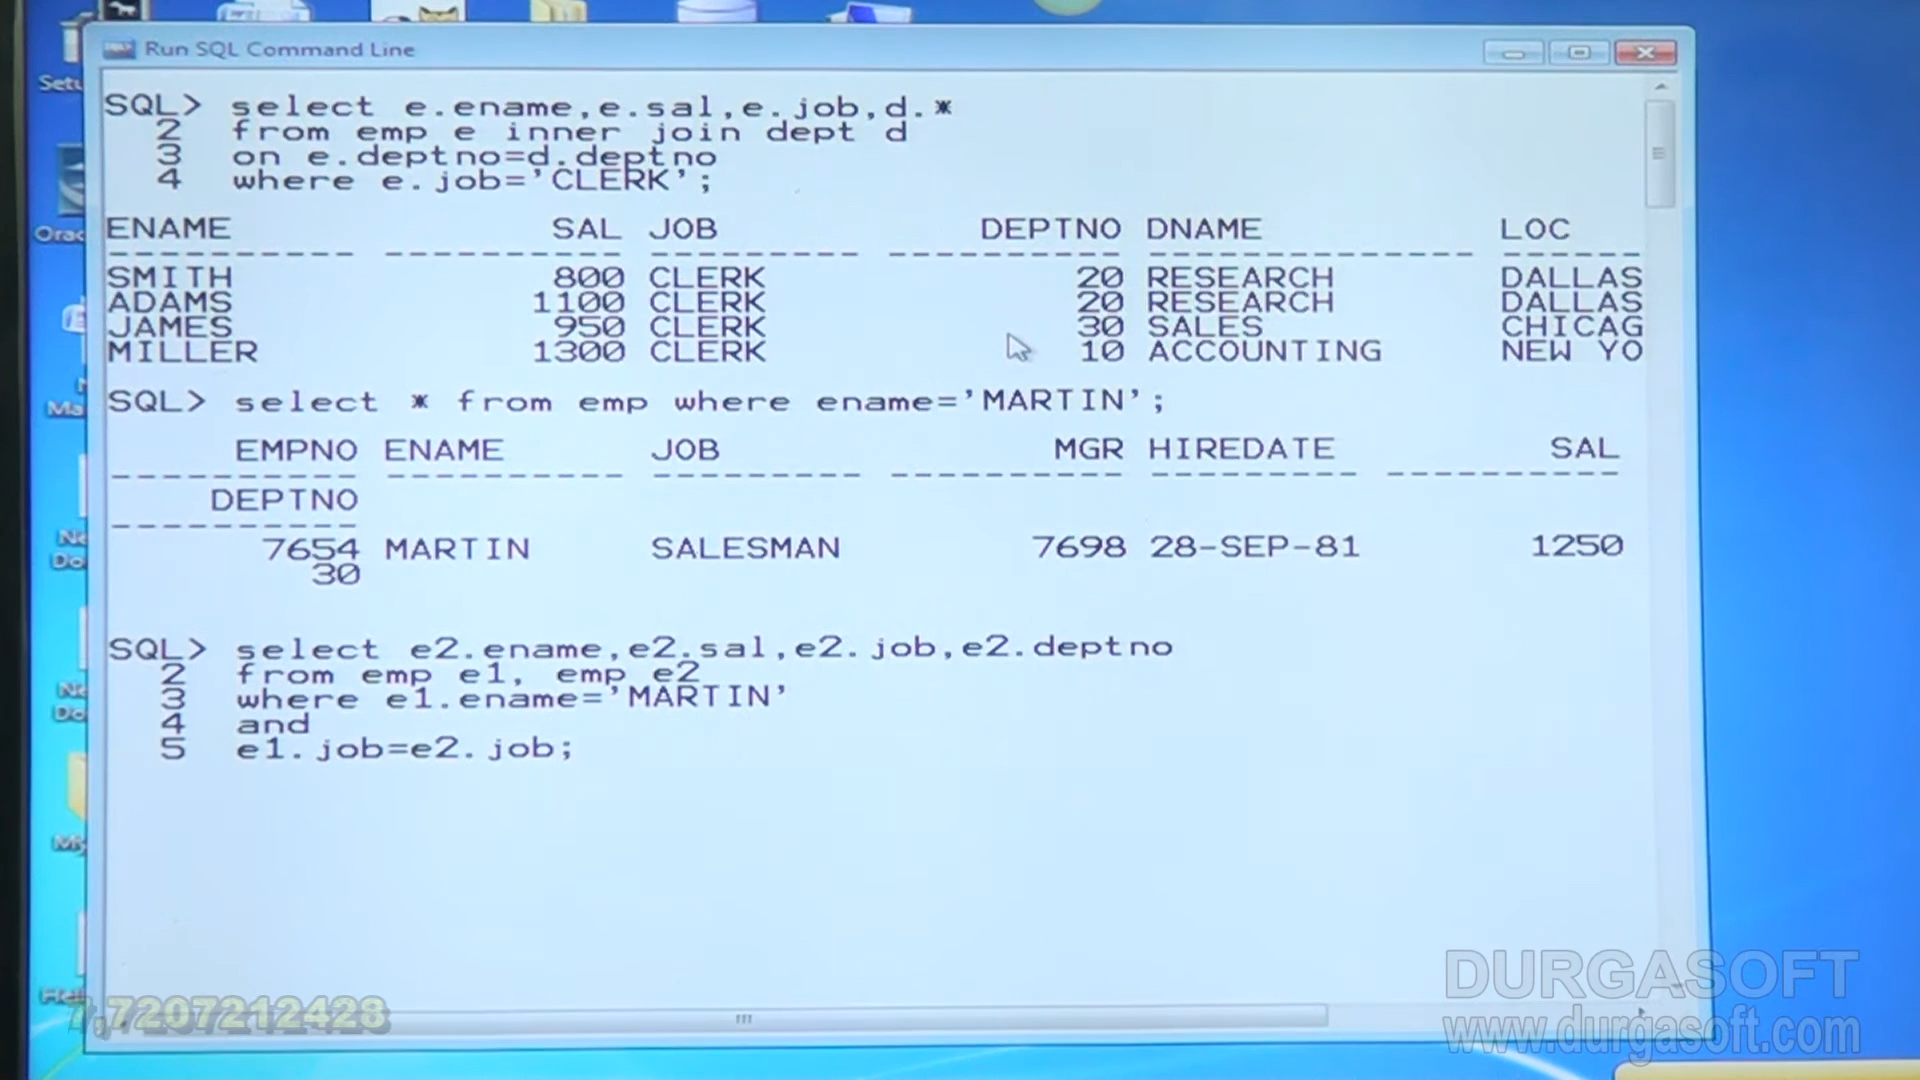 Run SQL Command Line
SQL> select e.ename,e.sal,e.job,d.*
2 from emp e inner join dept d
3 on e.deptno=d.deptno
4 where e.job='CLERK';
ENAME SAL JOB DEPTNO DNAME LOC
SMITH 800 CLERK 20 RESEARCH DALLAS
ADAMS 1100 CLERK 20 RESEARCH DALLAS
JAMES 950 CLERK 30 SALES CHICAG
MILLER 1300 CLERK 10 ACCOUNTING NEW YO
SQL> select * from emp where ename='MARTIN';
EMPNO ENAME JOB MGR HIREDATE SAL
DEPTNO
7654 MARTIN SALESMAN 7698 28-SEP-81 1250
30
SQL> select e2.ename,e2.sal,e2.job,e2.deptno
2 from emp e1, emp e2
3 where e1.ename='MARTIN'
4 and
5 e1.job=e2.job;
DURGASOFT
www.durgasoft.com
7207212428